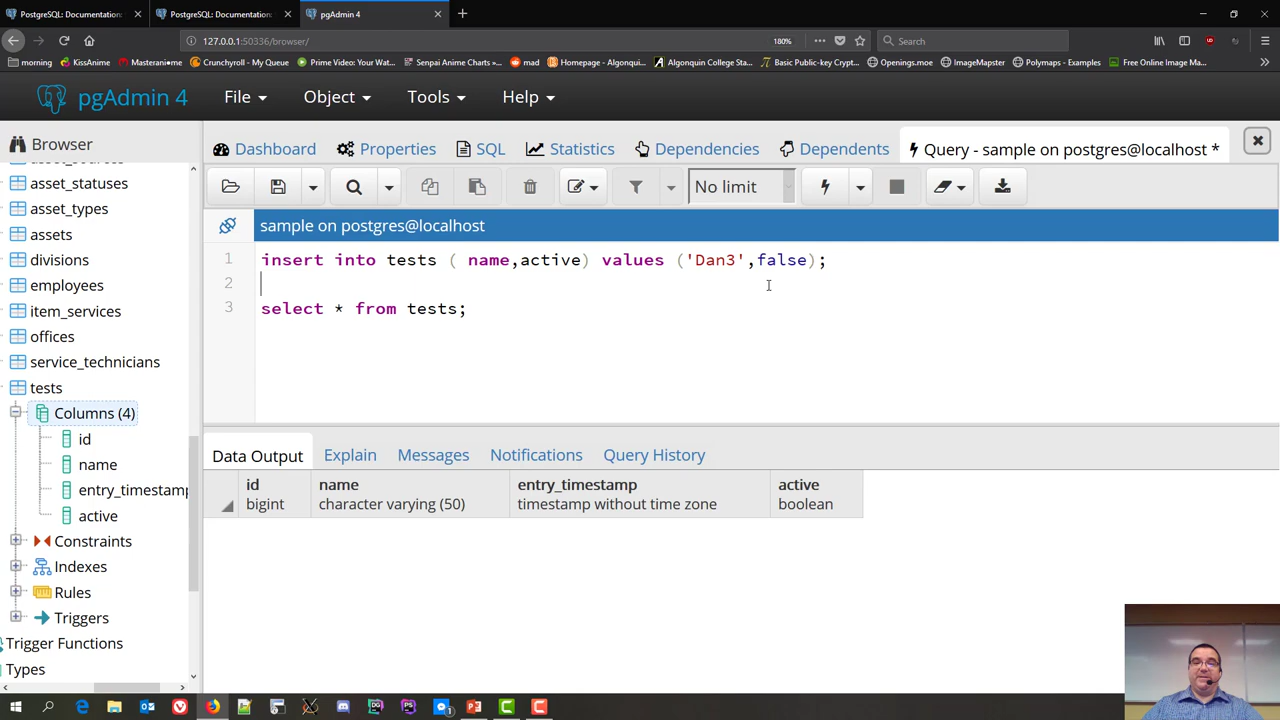 PostgreSQL: Documentation:
PostgreSQL: Documentation:
pgAdmin 4
127.0.0.1:50336/browser/
180%
Search
morning
KissAnime
Masterani●me
Crunchyroll - My Queue
Prime Video: Your Wat...
Senpai Anime Charts ~...
mad
Homepage - Algonqui...
Algonquin College Sta...
Basic Public-key Crypt...
Openings.moe
ImageMapster
Polymaps - Examples
Free Online Image Ma...
pgAdmin 4
File
Object
Tools
Help
Browser
Dashboard
Properties
SQL
Statistics
Dependencies
Dependents
Query - sample on postgres@localhost *
No limit
sample on postgres@localhost
asset_sources
asset_statuses
asset_types
assets
divisions
employees
item_services
offices
service_technicians
tests
Columns (4)
id
name
entry_timestamp
active
Constraints
Indexes
Rules
Triggers
Trigger Functions
Types
1 insert into tests ( name,active) values ('Dan3',false);
2
3 select * from tests;
Data Output
Explain
Messages
Notifications
Query History
id
bigint
name
character varying (50)
entry_timestamp
timestamp without time zone
active
boolean